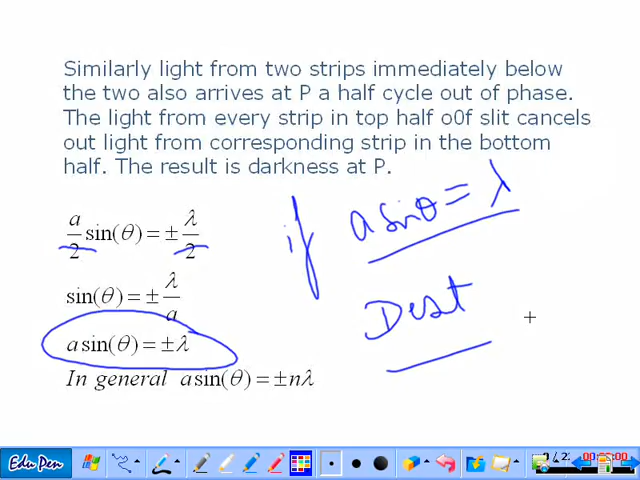 Similarly light from two strips immediately below
the two also arrives at P a half cycle out of phase.
The light from every strip in top half o0f slit cancels
out light from corresponding strip in the bottom
half. The result is darkness at P.
a/2 sin(θ) = ± λ/2
if a sinθ = λ
sin(θ) = ± λ/a
Dest
a sin(θ) = ±λ
In general a sin(θ) = ±nλ
Edu Pen